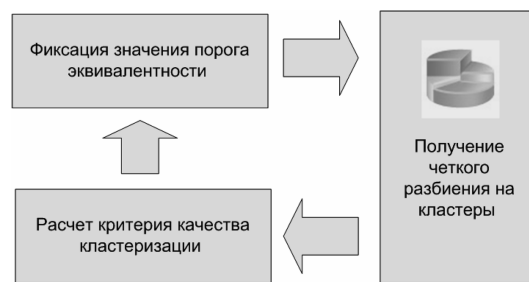 Фиксация значения порога
эквивалентности
Получение
четкого
разбиения на
кластеры
Расчет критерия качества
кластеризации